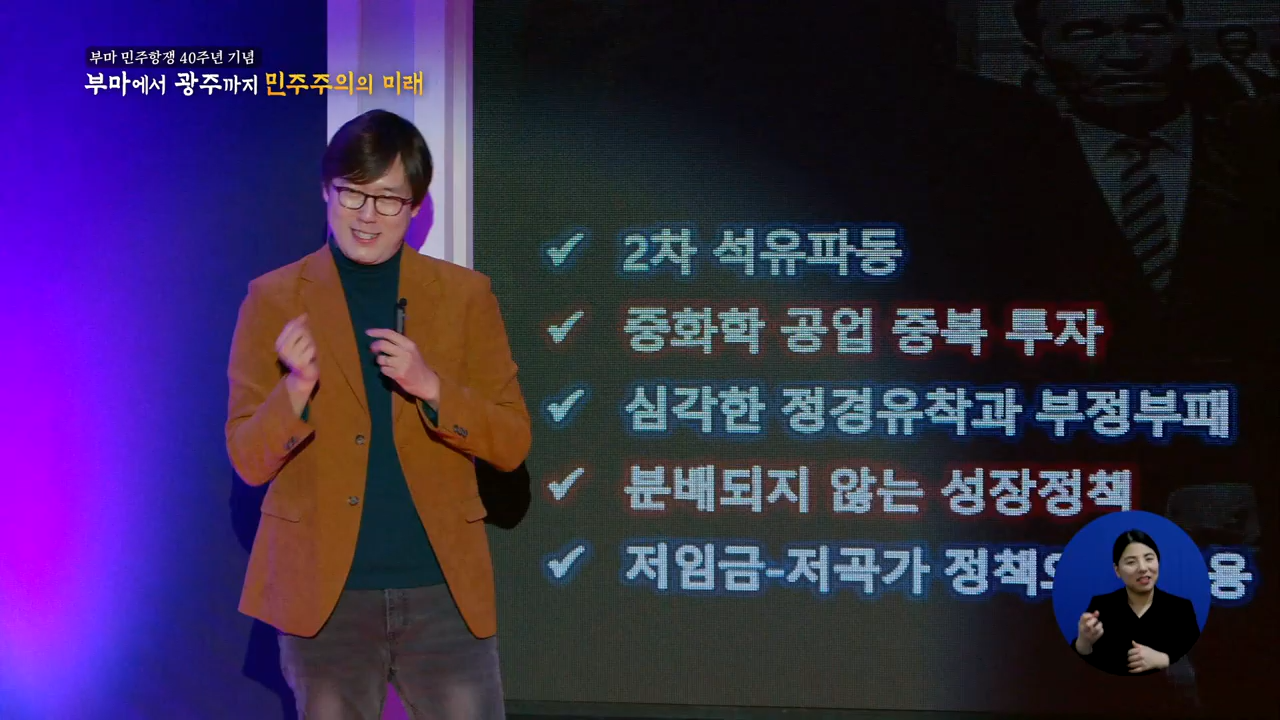 부마 민주항쟁 40주년 기념
부마에서 광주까지 민주주의의 미래
✔ 2차 석유파동
✔ 중화학 공업 중복 투자
✔ 심각한 정경유착과 부정부패
✔ 분배되지 않는 성장정책
✔ 저임금-저곡가 정책의 용